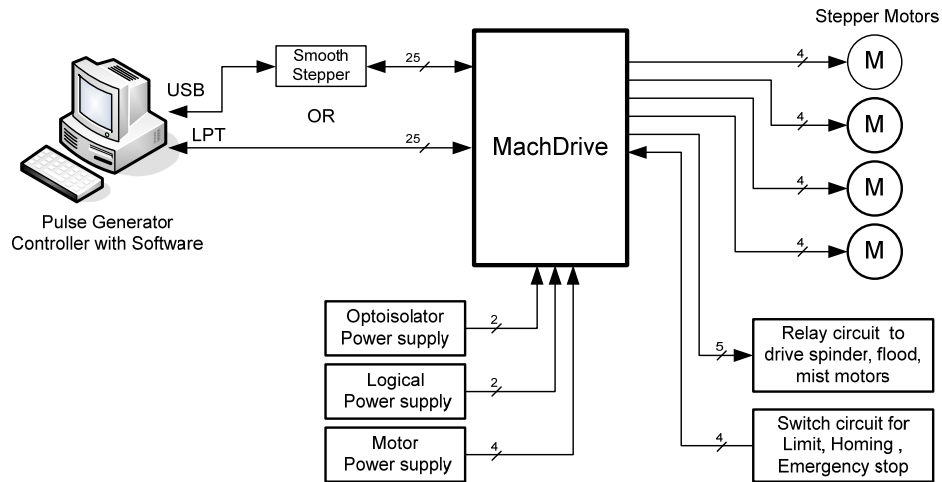 Stepper Motors
Smooth
Stepper
25
4
M
USB
OR
LPT
25
MachDrive
4
M
4
M
4
M
Pulse Generator
Controller with Software
Optoisolator
Power supply
2
Logical
Power supply
2
Motor
Power supply
4
5
Relay circuit to
drive spinder, flood,
mist motors
4
Switch circuit for
Limit, Homing ,
Emergency stop